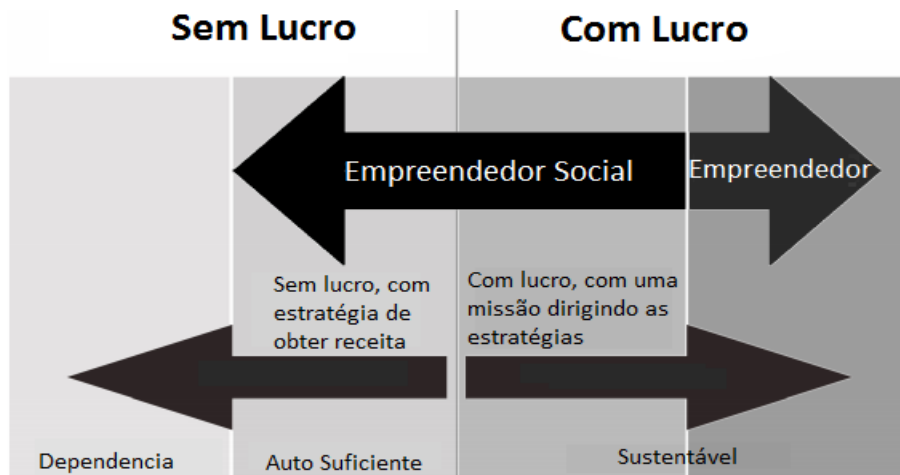 Sem Lucro
Com Lucro
Empreendedor Social
Empreendedor
Sem lucro, com
estratégia de
obter receita
Com lucro, com uma
missão dirigindo as
estratégias
Dependencia
Auto Suficiente
Sustentável